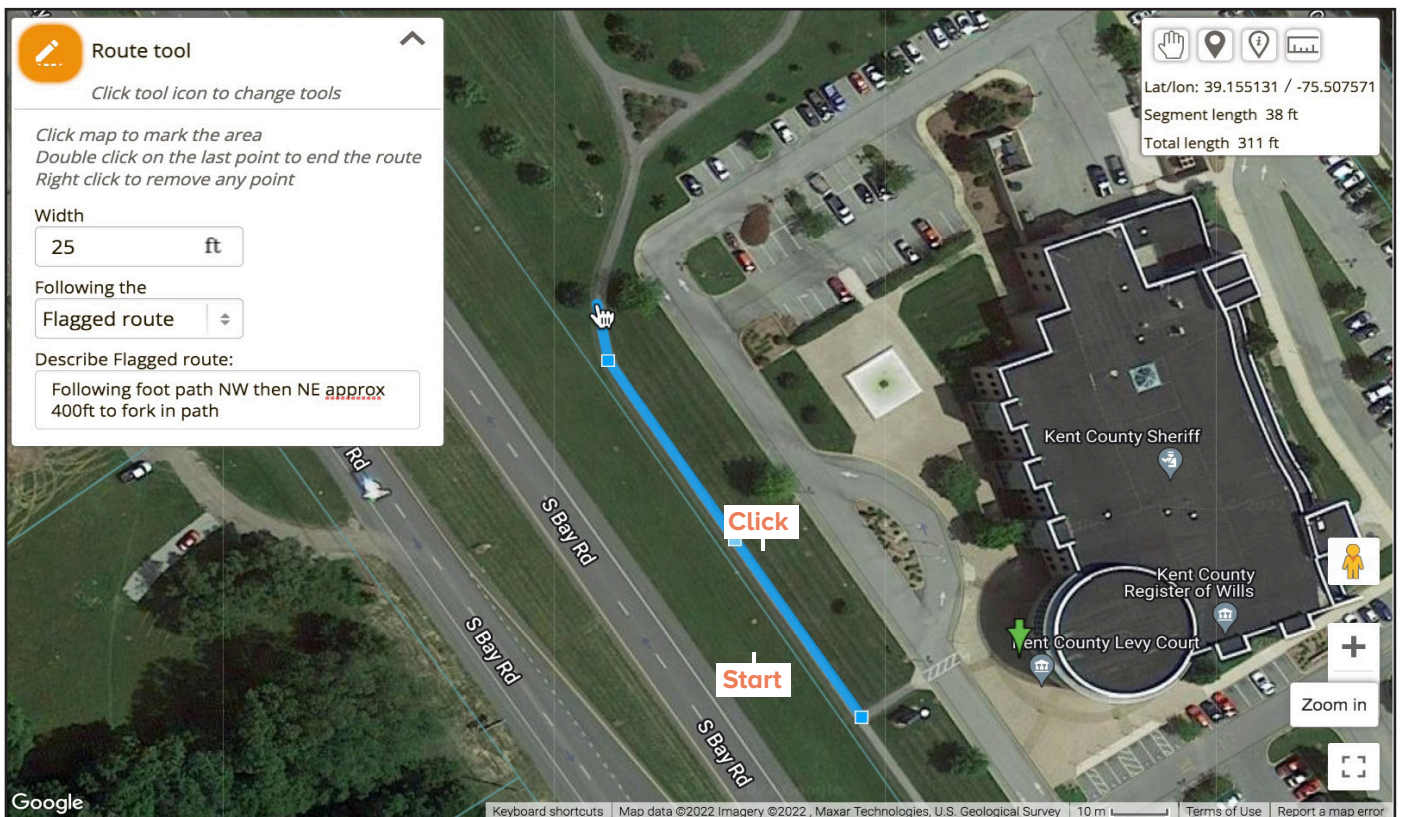 Route tool
Click tool icon to change tools
Click map to mark the area
Double click on the last point to end the route
Right click to remove any point
Width
25 ft
Following the
Flagged route
Describe Flagged route:
Following foot path NW then NE approx
400ft to fork in path
Lat/lon: 39.155131 / -75.507571
Segment length 38 ft
Total length 311 ft
Kent County Sheriff
Rd
S Bay Rd
Click
Kent County
Register of Wills
S Bay Rd
ent County Levy Court
Start
S Bay Rd
Zoom in
Google
Keyboard shortcuts
Map data ©2022 Imagery ©2022 , Maxar Technologies, U.S. Geological Survey
10 m
Terms of Use
Report a map error